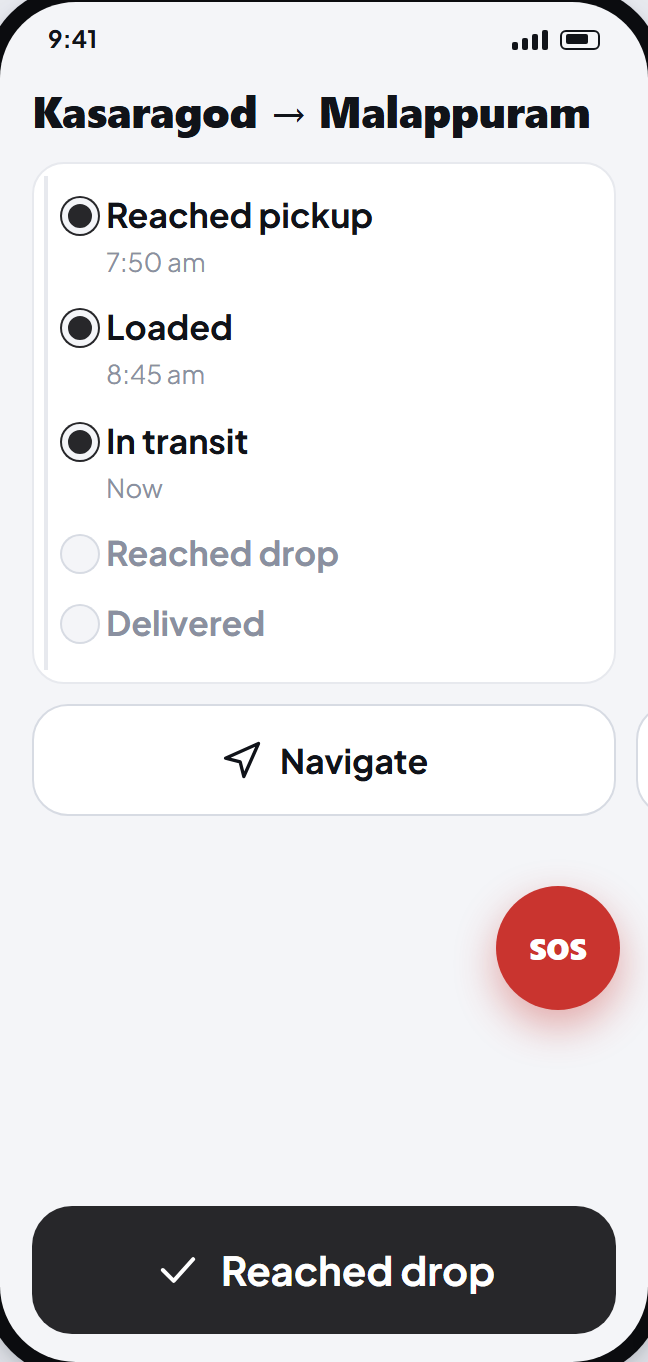 9:41
Kasaragod → Malappuram
Reached pickup
7:50 am
Loaded
8:45 am
In transit
Now
Reached drop
Delivered
Navigate
SOS
Reached drop